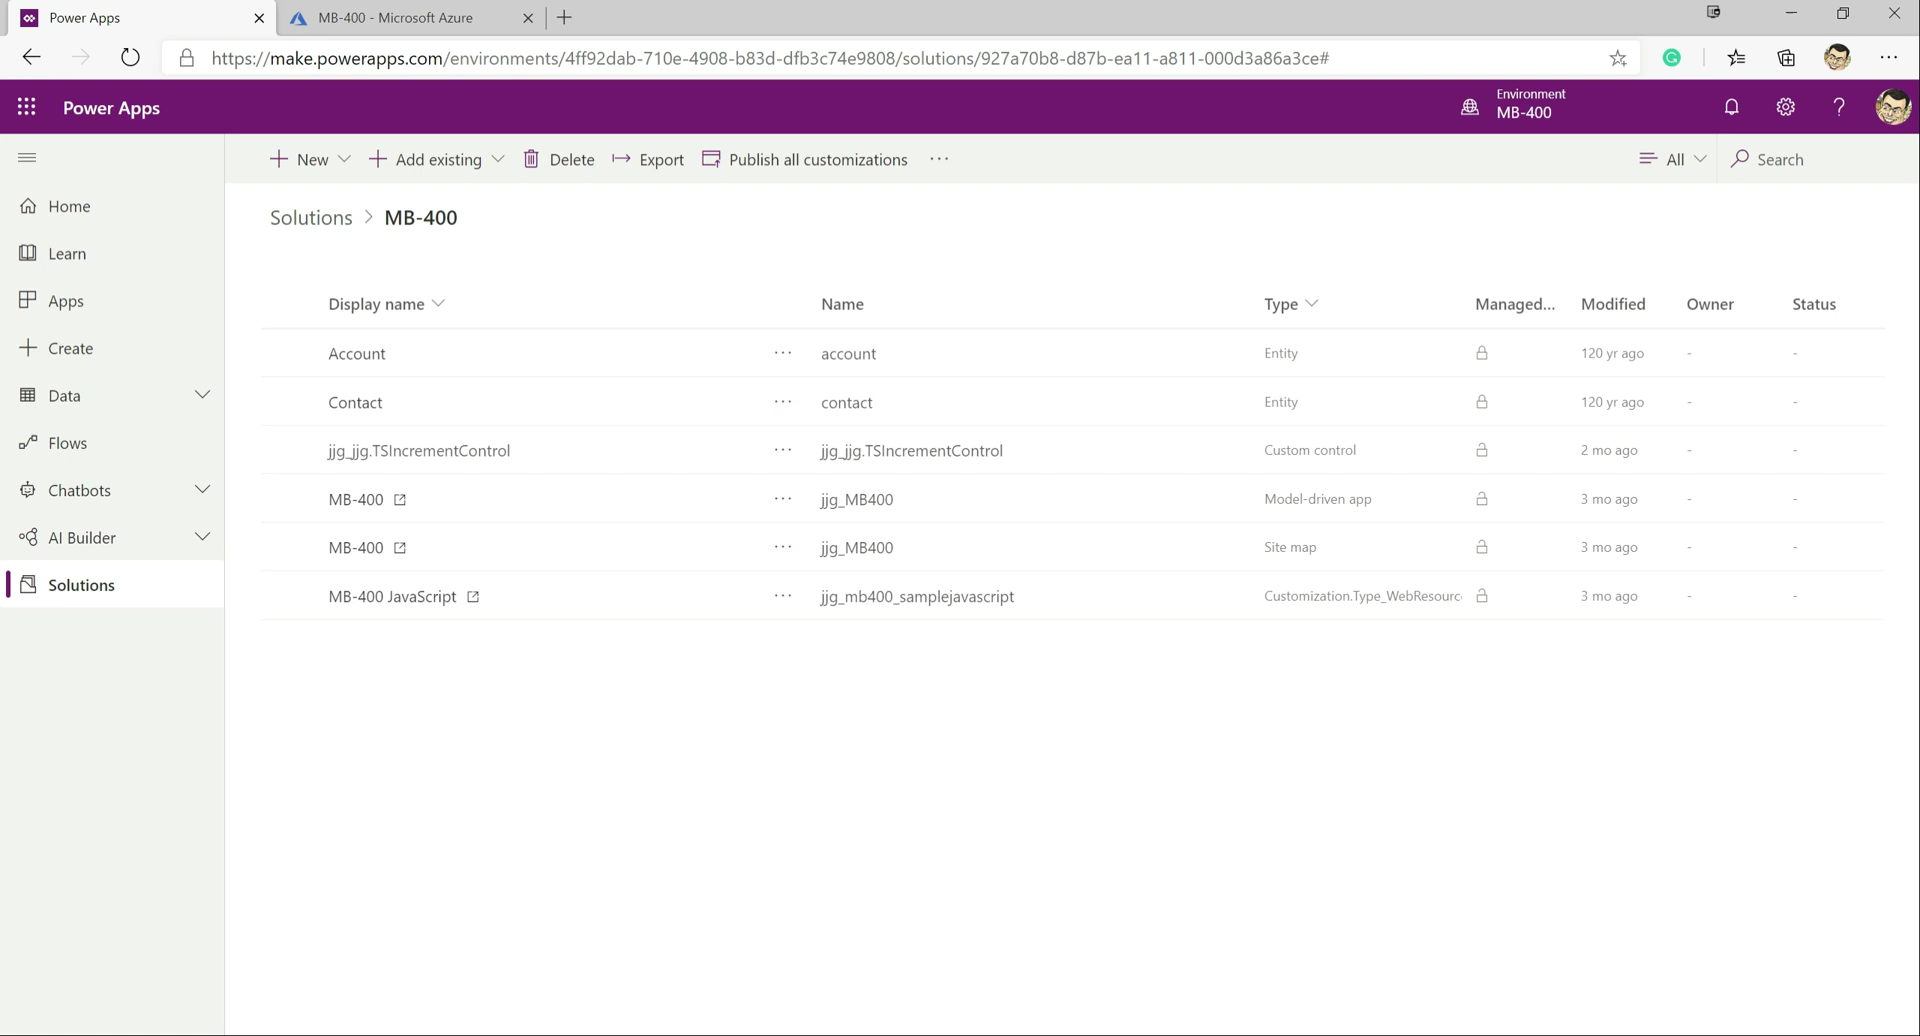 Power Apps
MB-400 - Microsoft Azure
https://make.powerapps.com/environments/4ff92dab-710e-4908-b83d-dfb3c74e9808/solutions/927a70b8-d87b-ea11-a811-000d3a86a3ce#
Power Apps
Environment
MB-400
New
Add existing
Delete
Export
Publish all customizations
All
Search
Home
Learn
Apps
Create
Data
Flows
Chatbots
AI Builder
Solutions
Solutions > MB-400
Display name Name Type Managed... Modified Owner Status
Account ... account Entity 120 yr ago - -
Contact ... contact Entity 120 yr ago - -
jjg_jjg.TSIncrementControl ... jjg_jjg.TSIncrementControl Custom control 2 mo ago - -
MB-400 ... jjg_MB400 Model-driven app 3 mo ago - -
MB-400 ... jjg_MB400 Site map 3 mo ago - -
MB-400 JavaScript ... jjg_mb400_samplejavascript Customization.Type_WebResourc 3 mo ago - -